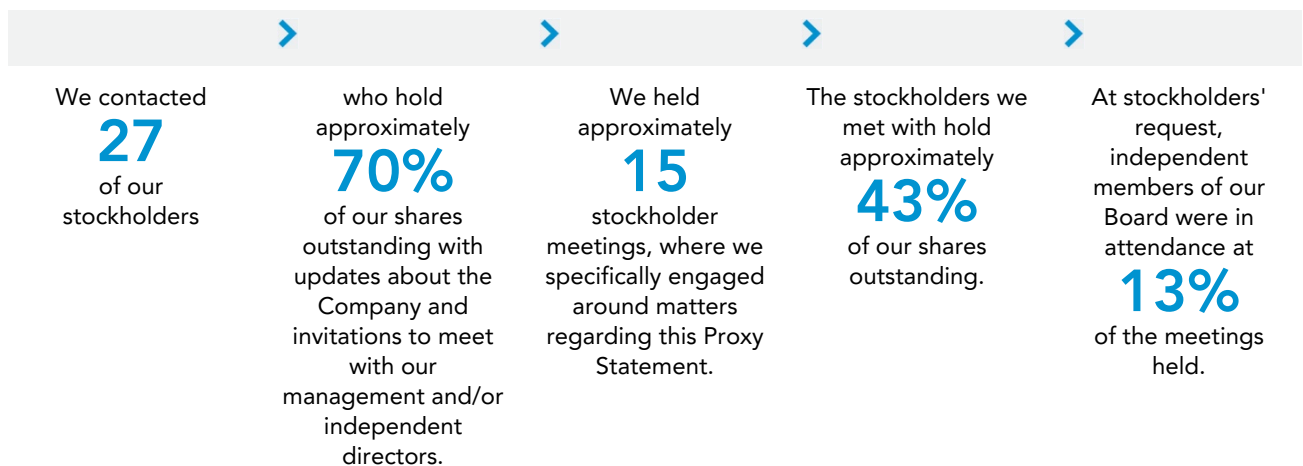 We contacted
27
of our
stockholders
who hold
approximately
70%
of our shares
outstanding with
updates about the
Company and
invitations to meet
with our
management and/or
independent
directors.
We held
approximately
15
stockholder
meetings, where we
specifically engaged
around matters
regarding this Proxy
Statement.
The stockholders we
met with hold
approximately
43%
of our shares
outstanding.
At stockholders'
request,
independent
members of our
Board were in
attendance at
13%
of the meetings
held.